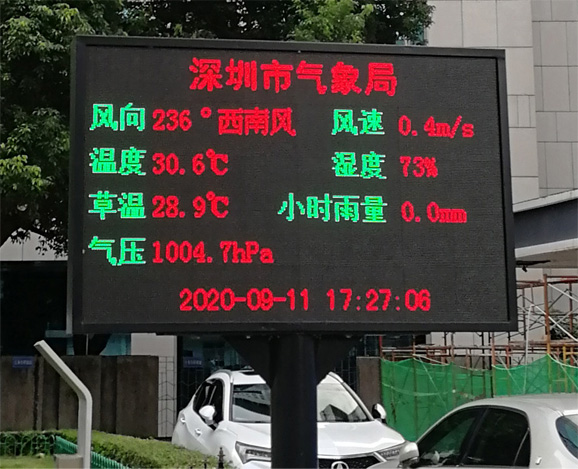 深圳市气象局
风向 236°西南风 风速 0.4m/s
温度 30.6℃ 湿度 73%
草温 28.9℃ 小时雨量 0.0mm
气压 1004.7hPa
2020-09-11 17:27:06